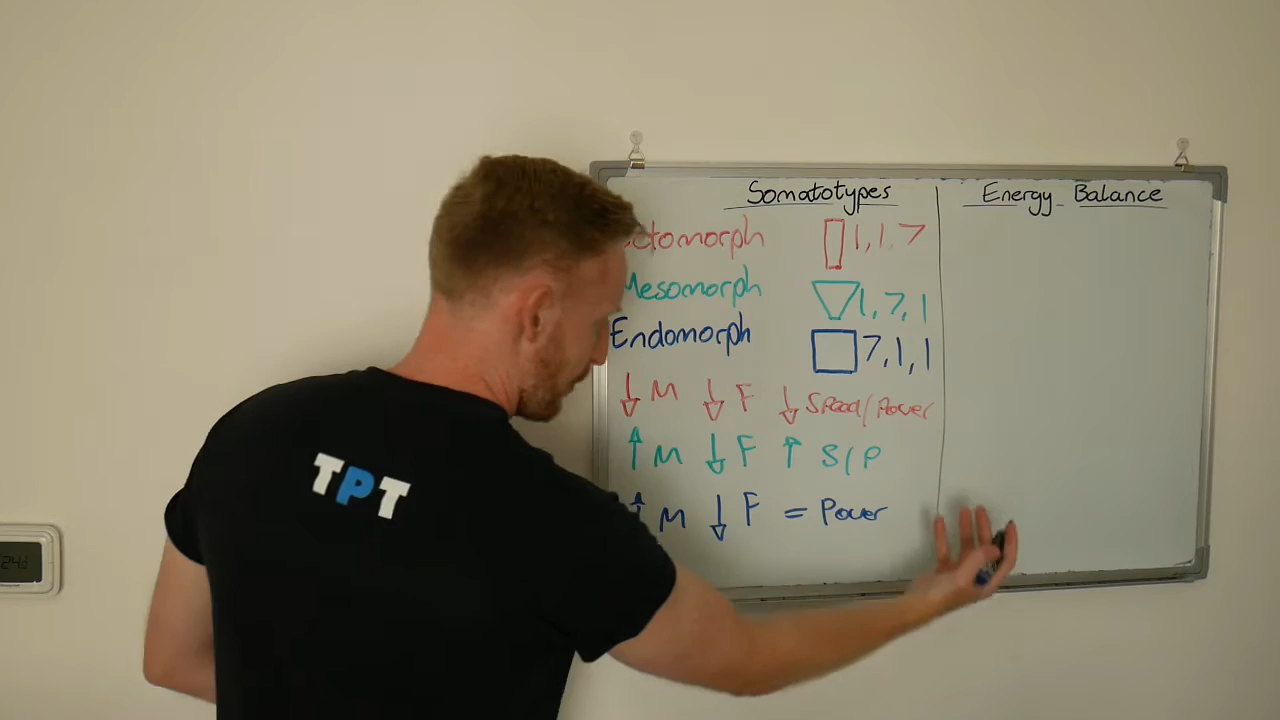 Somatotypes
Energy Balance
ctomorph 1, 1, 7
Mesomorph 1, 7, 1
Endomorph 7, 1, 1
↓ M ↓ F ↓ Speed/Power
↑ M ↓ F ↑ S/P
↑ M ↓ F = Power
TPT